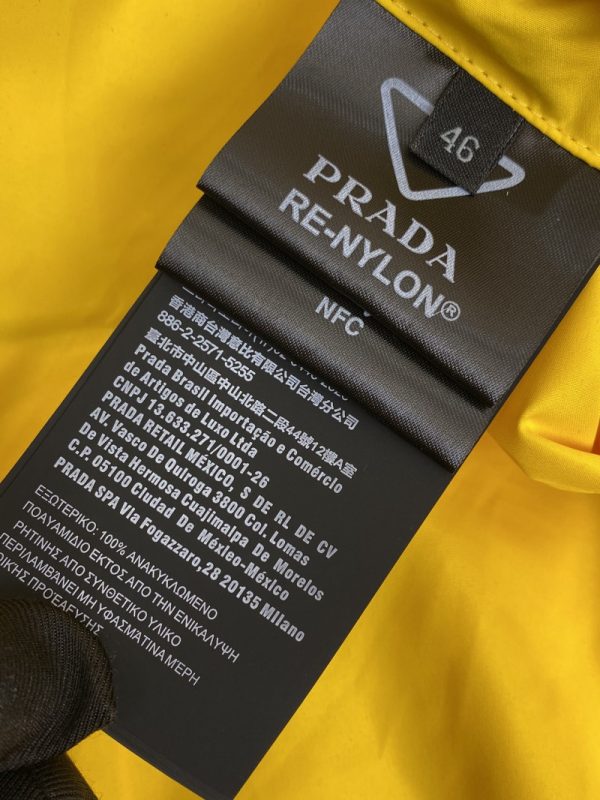 46
PRADA
RE-NYLON®
NFC
香港商台灣普比有限公司台灣分公司
886-2-2571-5255
臺北市中山區中山北路二段44號12樓A室
Prada Brasil Importação e Comércio
de Artigos de Luxo Ltda
CNPJ 13.633.271/0001-26
PRADA RETAIL MÉXICO, S DE RL DE CV
AV. Vasco De Quiroga 3800 Col. Lomas
De Vista Hermosa Cuajimalpa De Morelos
C.P. 05100 Ciudad De México-México
PRADA SPA Via Fogazzaro,28 20135 Milano
ΕΞΩΤΕΡΙΚΟ: 100% ΑΝΑΚΥΚΛΩΜΕΝΟ
ΠΟΛΥΑΜΙΔΙΟ ΕΚΤΟΣ ΑΠΟ ΤΗΝ ΕΠΙΚΑΛΥΨΗ
ΡΗΤΙΝΗΣ ΑΠΟ ΣΥΝΘΕΤΙΚΟ ΥΛΙΚΟ
ΠΕΡΙΛΑΜΒΆΝΕΙ ΜΗ ΥΦΑΣΜΆΤΙΝΑ ΜΈΡΗ
ΠΡΟΈΛΕΥΣΗΣ